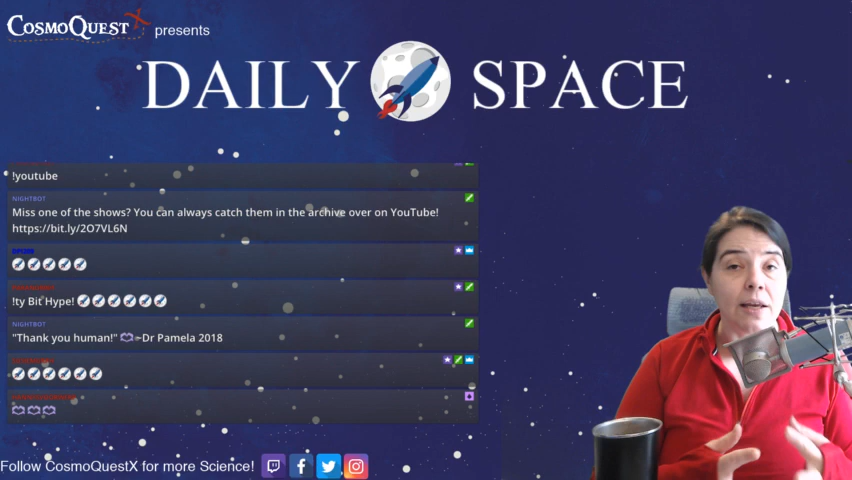 CosmoQuestX presents
DAILY SPACE
!youtube
NIGHTBOT
Miss one of the shows? You can always catch them in the archive over on YouTube!
https://bit.ly/2O7VL6N
!ty Bit Hype!
NIGHTBOT
"Thank you human!" – Dr Pamela 2018
Follow CosmoQuestX for more Science!